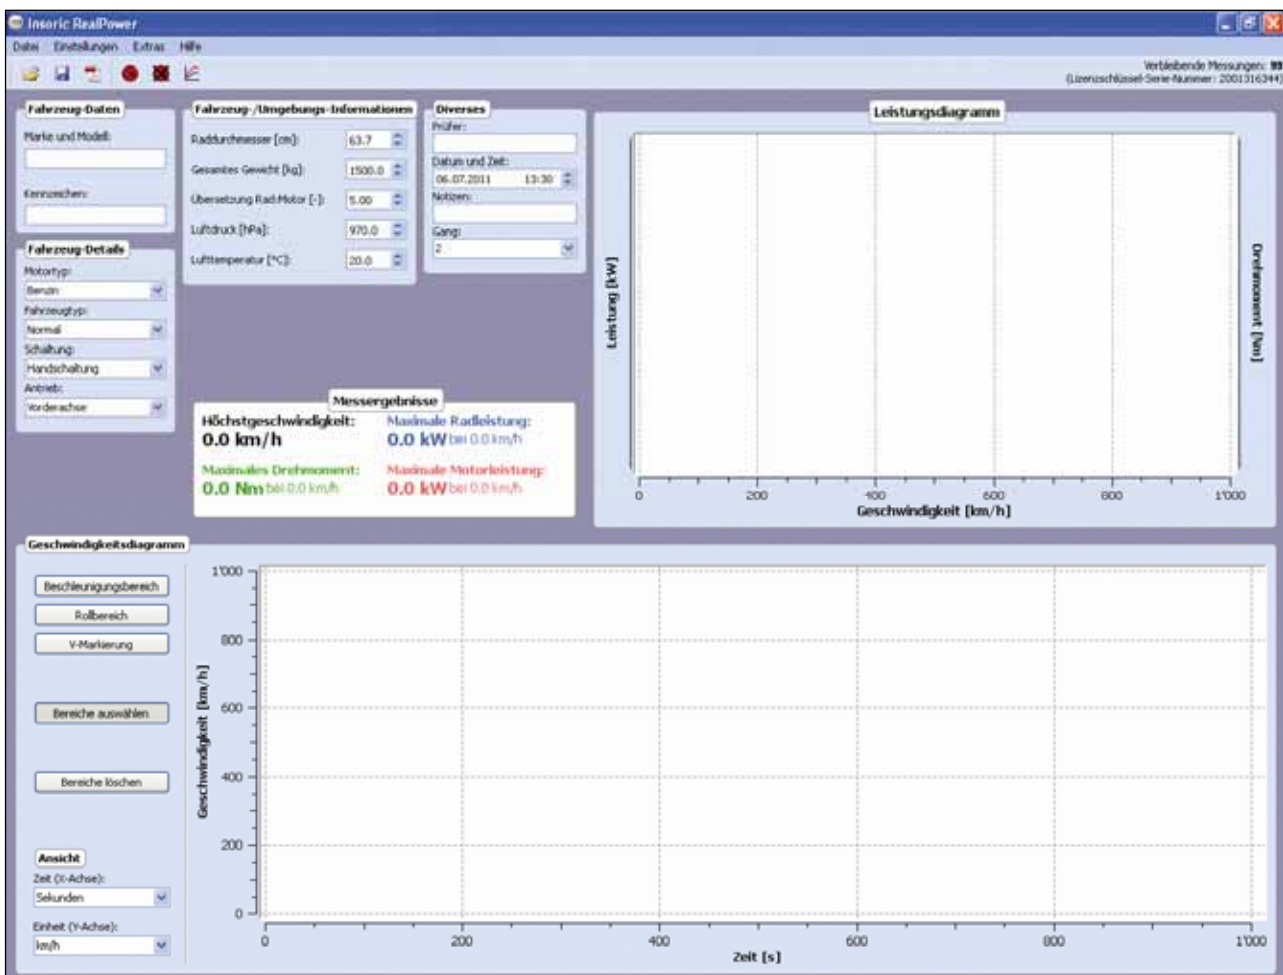 Insoric RealPower
Datei Einstellungen Extras Hilfe
Verbleibende Messungen: 99
(Lizenzschlüssel-Serie-Nummer: 2001316344)
Fahrzeug-Daten
Marke und Modell:
Kennzeichen:
Fahrzeug-Details
Motortyp:
Benzin
Fahrzeugtyp:
Normal
Schaltung:
Handschaltung
Antrieb:
Vorderachse
Fahrzeug-/Umgebungs-Informationen
Raddurchmesser [cm]: 63.7
Gesamtes Gewicht [kg]: 1500.0
Übersetzung Rad:Motor [-]: 5.00
Luftdruck [hPa]: 970.0
Lufttemperatur [°C]: 20.0
Diverses
Prüfer:
Datum und Zeit:
06.07.2011 13:30
Notizen:
Gang:
2
Messergebnisse
Höchstgeschwindigkeit:
0.0 km/h
Maximale Radleistung:
0.0 kW bei 0.0 km/h
Maximales Drehmoment:
0.0 Nm bei 0.0 km/h
Maximale Motorleistung:
0.0 kW bei 0.0 km/h
Leistungsdiagramm
Leistung [kW]
Drehmoment [Nm]
0 200 400 600 800 1'000
Geschwindigkeit [km/h]
Geschwindigkeitsdiagramm
Beschleunigungsbereich
Rollbereich
V-Markierung
Bereiche auswählen
Bereiche löschen
Ansicht
Zeit (X-Achse):
Sekunden
Einheit (Y-Achse):
km/h
Geschwindigkeit [km/h]
1'000
800
600
400
200
0
0 200 400 600 800 1'000
Zeit [s]